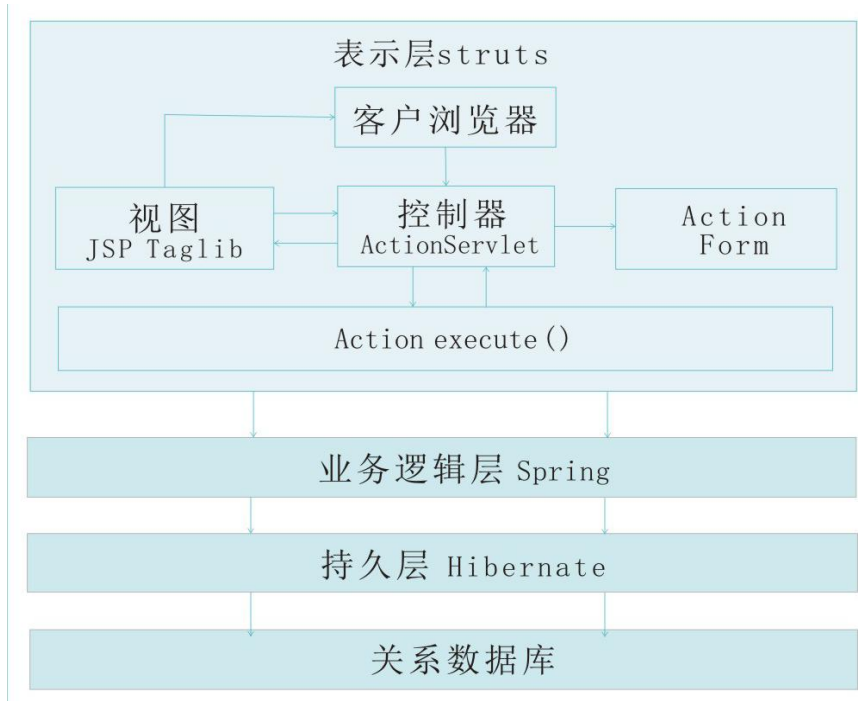 表示层struts
客户浏览器
视图
JSP Taglib
控制器
ActionServlet
Action
Form
Action execute()
业务逻辑层 Spring
持久层 Hibernate
关系数据库